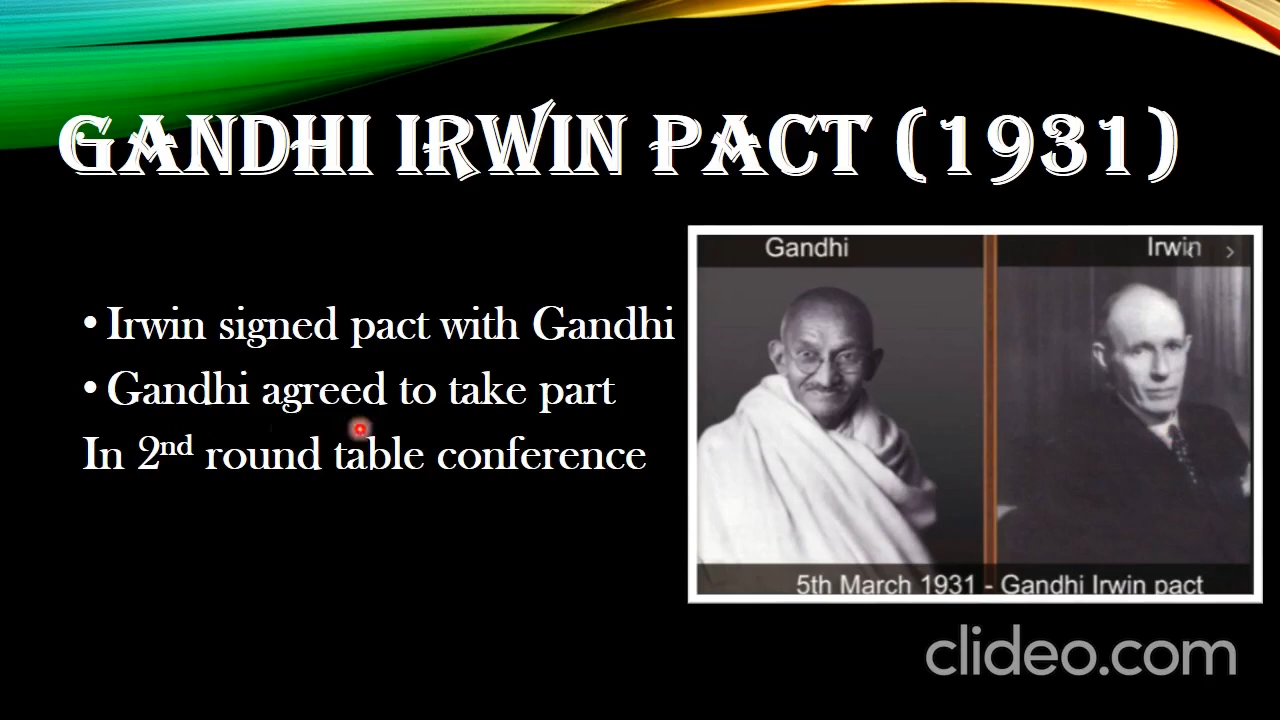 GANDHI IRWIN PACT (1931)
• Irwin signed pact with Gandhi
• Gandhi agreed to take part
In 2nd round table conference
Gandhi
Irwin
5th March 1931 - Gandhi Irwin pact
clideo.com